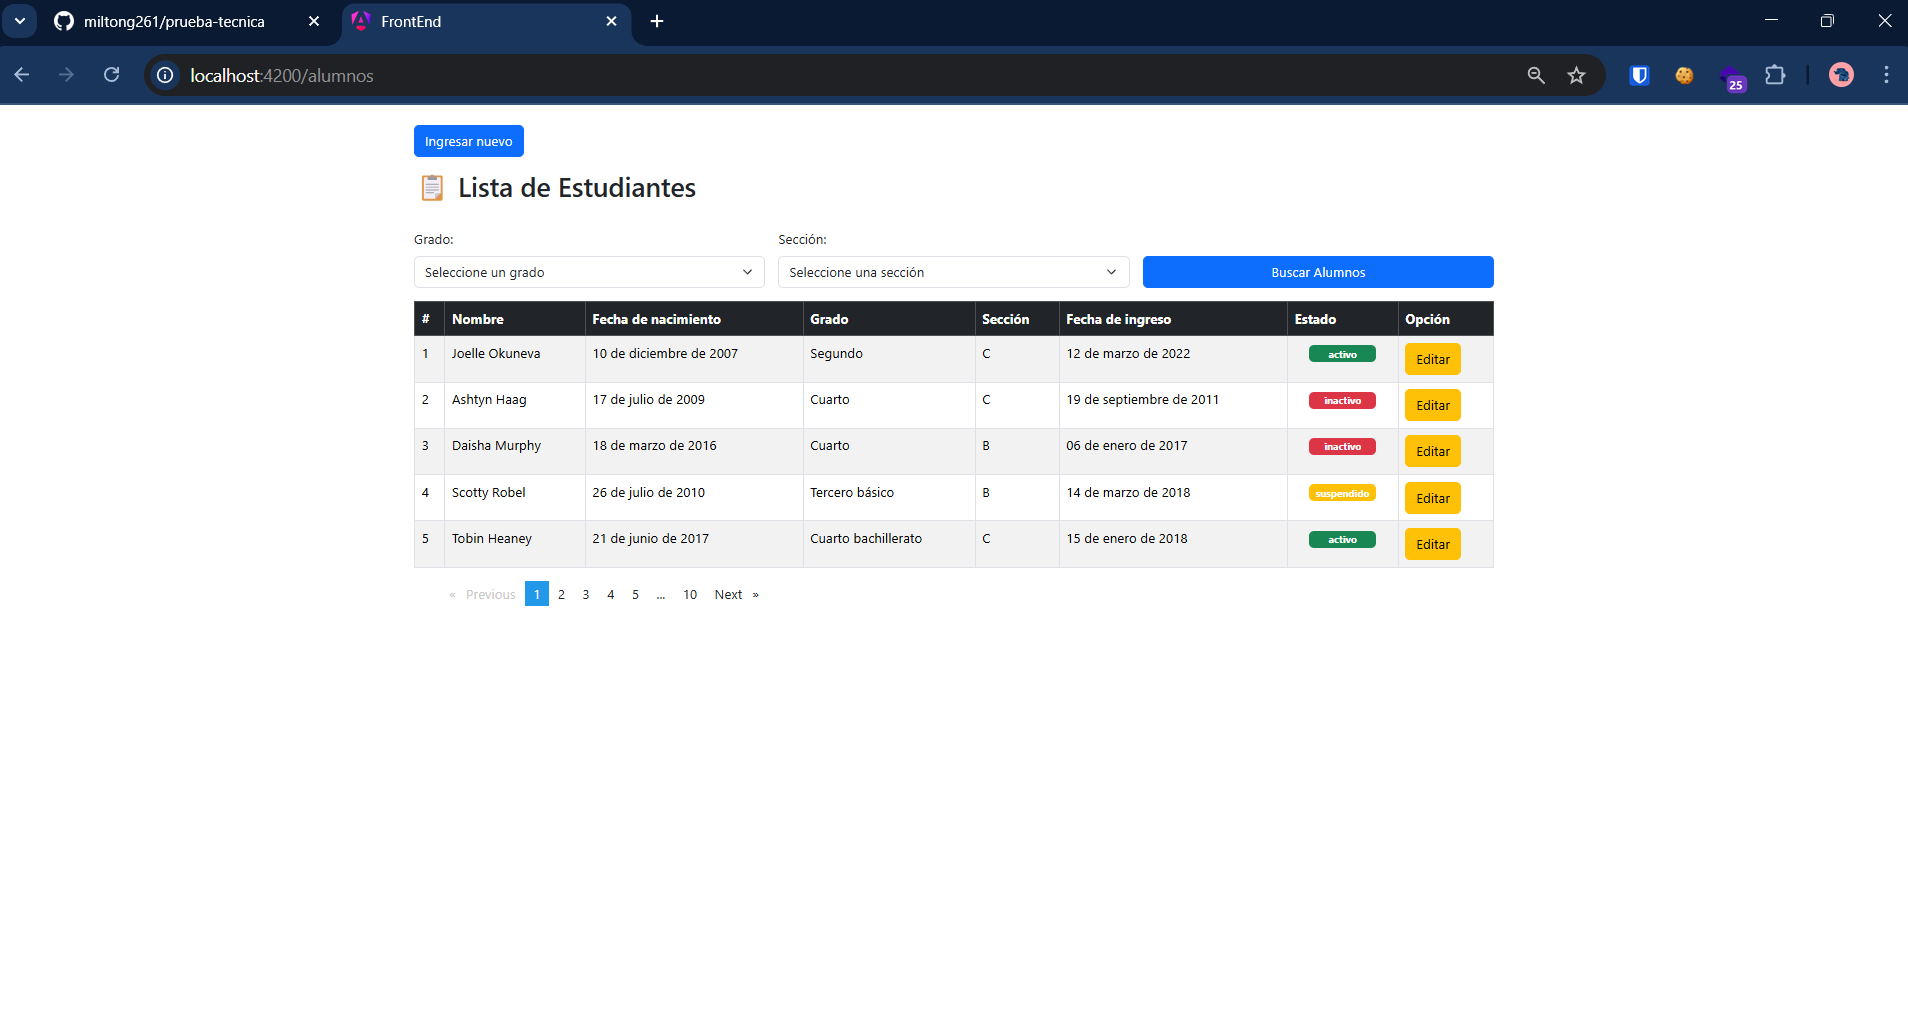 miltong261/prueba-tecnica FrontEnd
localhost:4200/alumnos 25
Ingresar nuevo
Lista de Estudiantes
Grado: Sección:
Seleccione un grado Seleccione una sección Buscar Alumnos
# Nombre Fecha de nacimiento Grado Sección Fecha de ingreso Estado Opción
1 Joelle Okuneva 10 de diciembre de 2007 Segundo C 12 de marzo de 2022 activo Editar
2 Ashtyn Haag 17 de julio de 2009 Cuarto C 19 de septiembre de 2011 inactivo Editar
3 Daisha Murphy 18 de marzo de 2016 Cuarto B 06 de enero de 2017 inactivo Editar
4 Scotty Robel 26 de julio de 2010 Tercero básico B 14 de marzo de 2018 suspendido Editar
5 Tobin Heaney 21 de junio de 2017 Cuarto bachillerato C 15 de enero de 2018 activo Editar
« Previous 1 2 3 4 5 ... 10 Next »